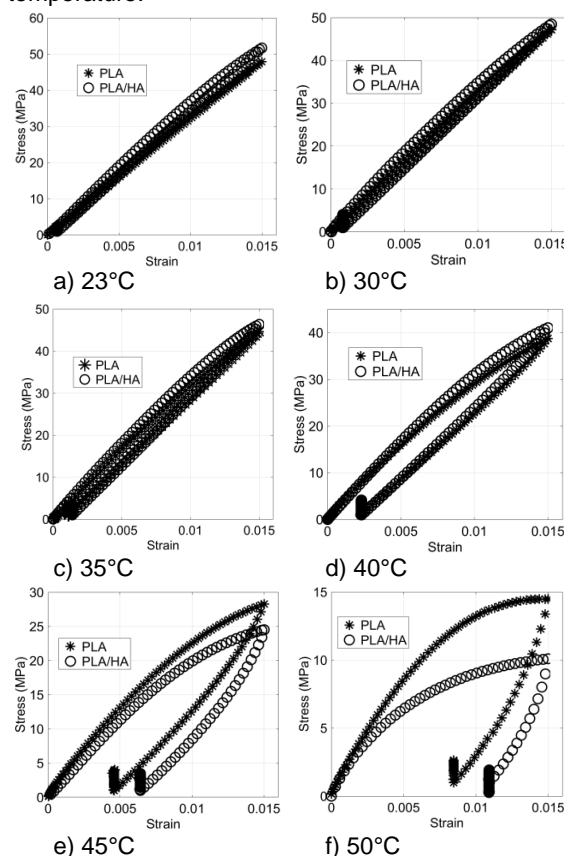 temperature.
60
50
40
30
20
10
0
Stress (MPa)
PLA
PLA/HA
0 0.005 0.01 0.015
Strain
a) 23°C
50
40
30
20
10
0
Stress (MPa)
PLA
PLA/HA
0 0.005 0.01 0.015
Strain
b) 30°C
50
40
30
20
10
0
Stress (MPa)
PLA
PLA/HA
0 0.005 0.01 0.015
Strain
c) 35°C
40
30
20
10
0
Stress (MPa)
PLA
PLA/HA
0 0.005 0.01 0.015
Strain
d) 40°C
30
25
20
15
10
5
0
Stress (MPa)
PLA
PLA/HA
0 0.005 0.01 0.015
Strain
e) 45°C
15
10
5
0
Stress (MPa)
PLA
PLA/HA
0 0.005 0.01 0.015
Strain
f) 50°C